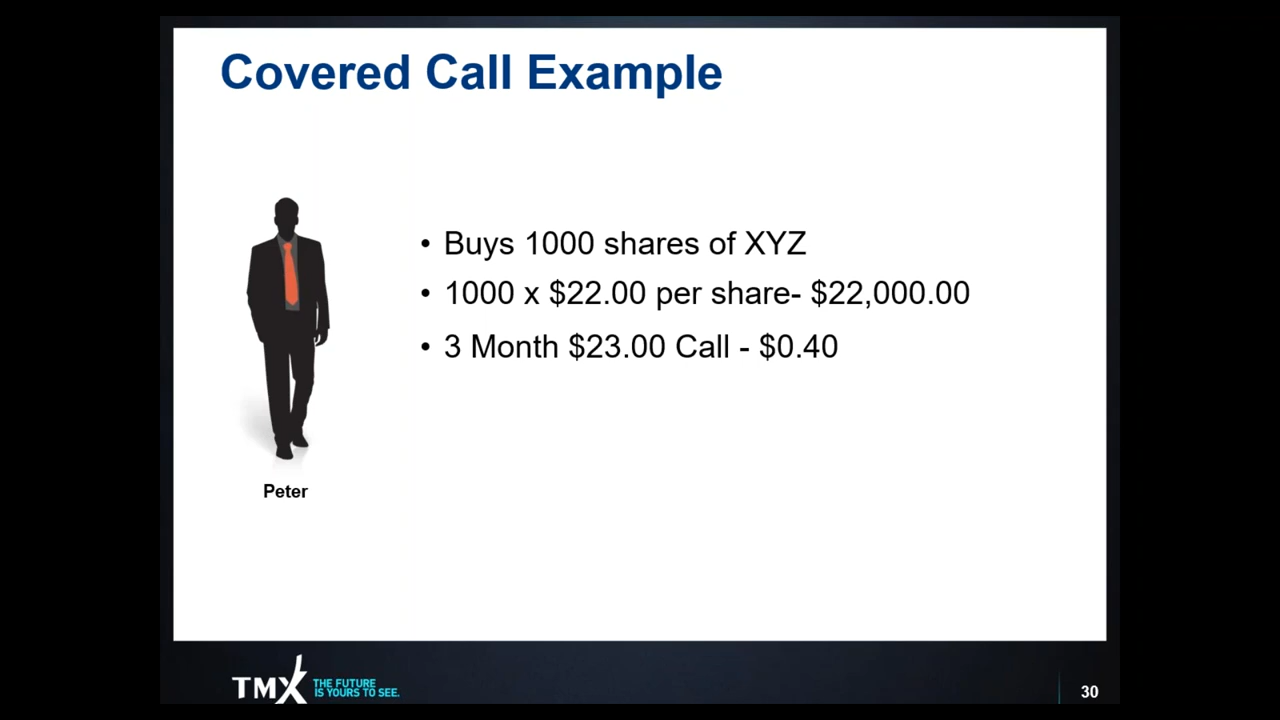 Covered Call Example
• Buys 1000 shares of XYZ
• 1000 x $22.00 per share- $22,000.00
• 3 Month $23.00 Call - $0.40
Peter
TMX THE FUTURE
IS YOURS TO SEE.
30